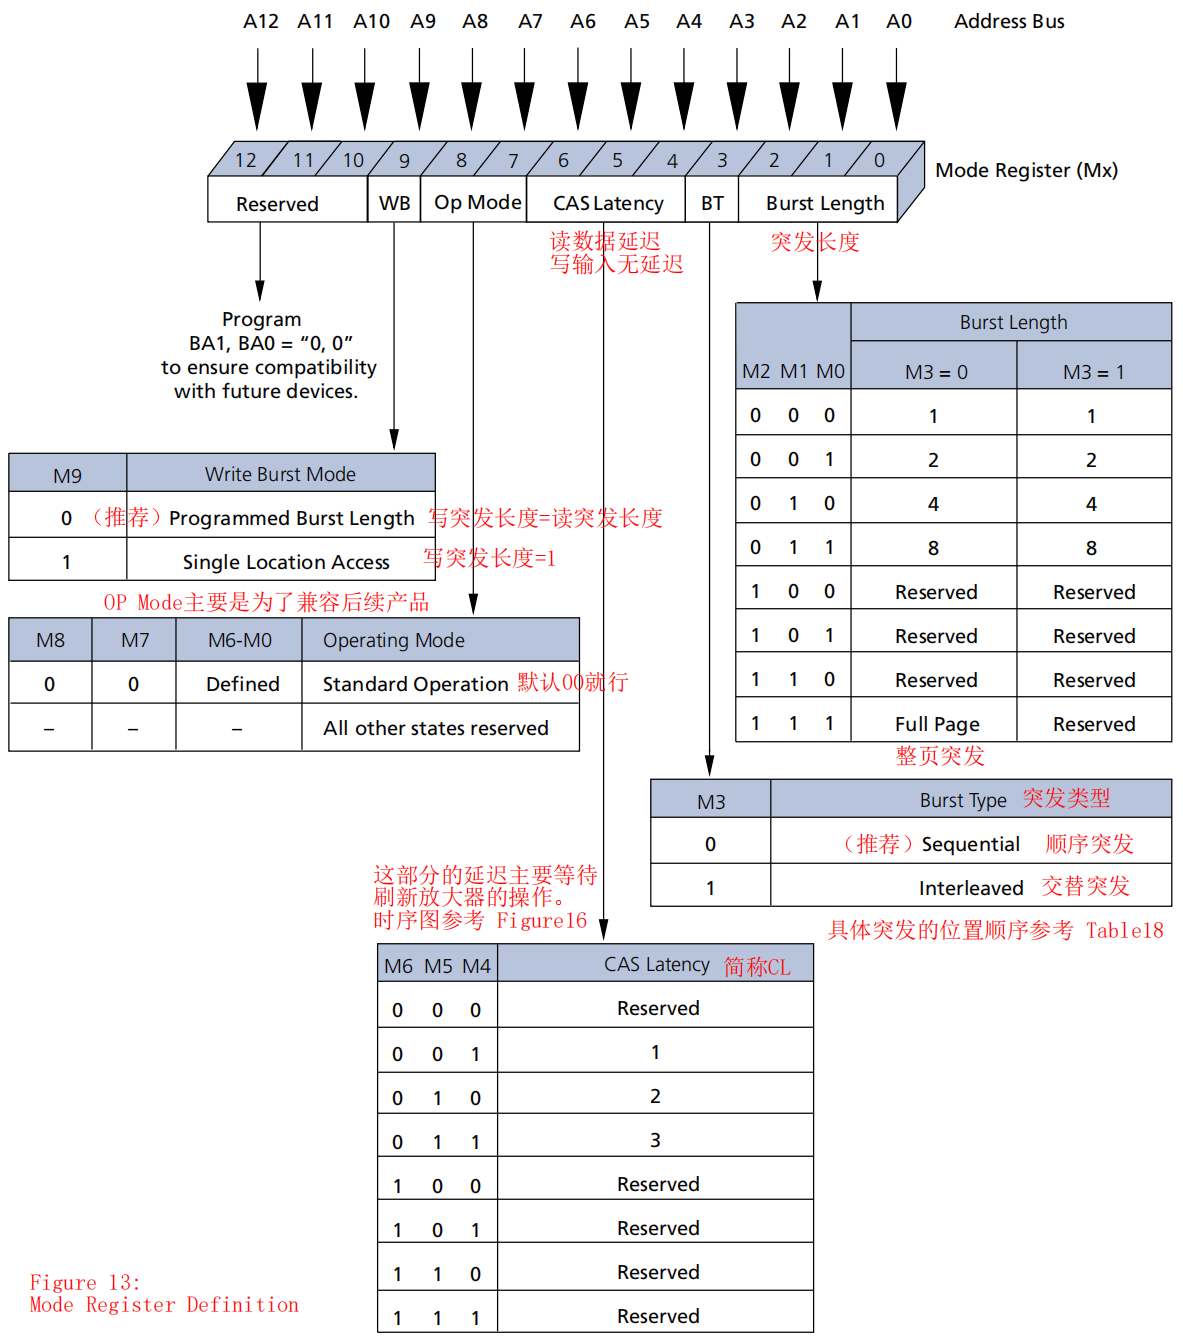 A12 A11 A10 A9 A8 A7 A6 A5 A4 A3 A2 A1 A0 Address Bus
12 11 10 9 8 7 6 5 4 3 2 1 0 Mode Register (Mx)
Reserved WB Op Mode CAS Latency BT Burst Length
读数据延迟
写输入无延迟
突发长度
Program
BA1, BA0 = “0, 0”
to ensure compatibility
with future devices.
Burst Length
M2 M1 M0 M3 = 0 M3 = 1
0 0 0 1 1
0 0 1 2 2
0 1 0 4 4
0 1 1 8 8
1 0 0 Reserved Reserved
1 0 1 Reserved Reserved
1 1 0 Reserved Reserved
1 1 1 Full Page Reserved
整页突发
M9 Write Burst Mode
0 （推荐）Programmed Burst Length 写突发长度=读突发长度
1 Single Location Access 写突发长度=1
OP Mode主要是为了兼容后续产品
M8 M7 M6-M0 Operating Mode
0 0 Defined Standard Operation 默认00就行
– – – All other states reserved
M3 Burst Type 突发类型
0 （推荐）Sequential 顺序突发
1 Interleaved 交替突发
具体突发的位置顺序参考 Table18
这部分的延迟主要等待
刷新放大器的操作。
时序图参考 Figure16
M6 M5 M4 CAS Latency 简称CL
0 0 0 Reserved
0 0 1 1
0 1 0 2
0 1 1 3
1 0 0 Reserved
1 0 1 Reserved
1 1 0 Reserved
1 1 1 Reserved
Figure 13:
Mode Register Definition